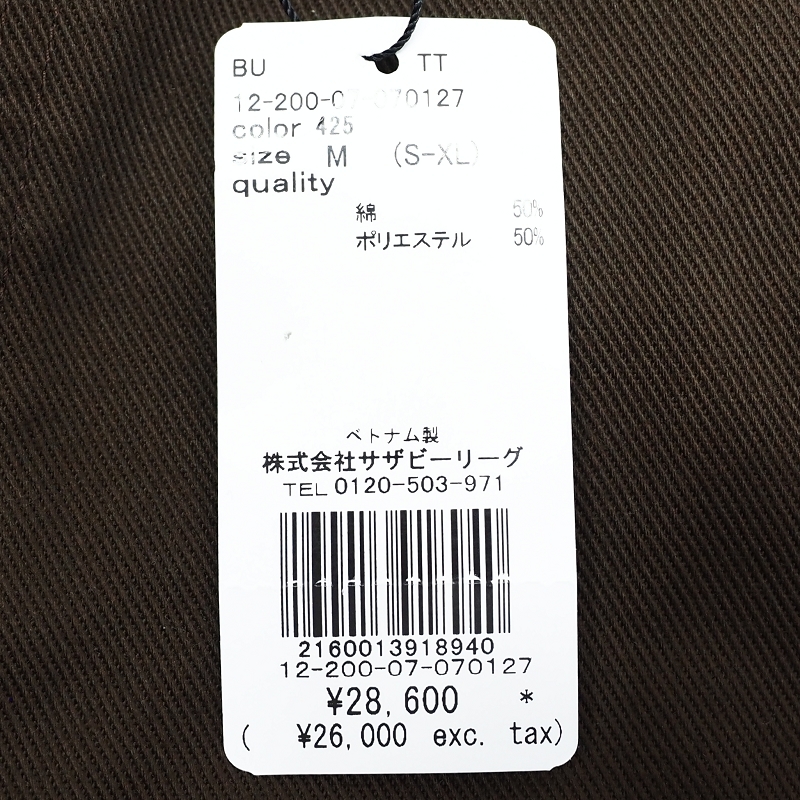 BU TT
12-200-07-070127
color 425
size M (S-XL)
quality
綿 50%
ポリエステル 50%
ベトナム製
株式会社サザビーリーグ
TEL 0120-503-971
2160013918940
12-200-07-070127
¥28,600 *
( ¥26,000 exc. tax)